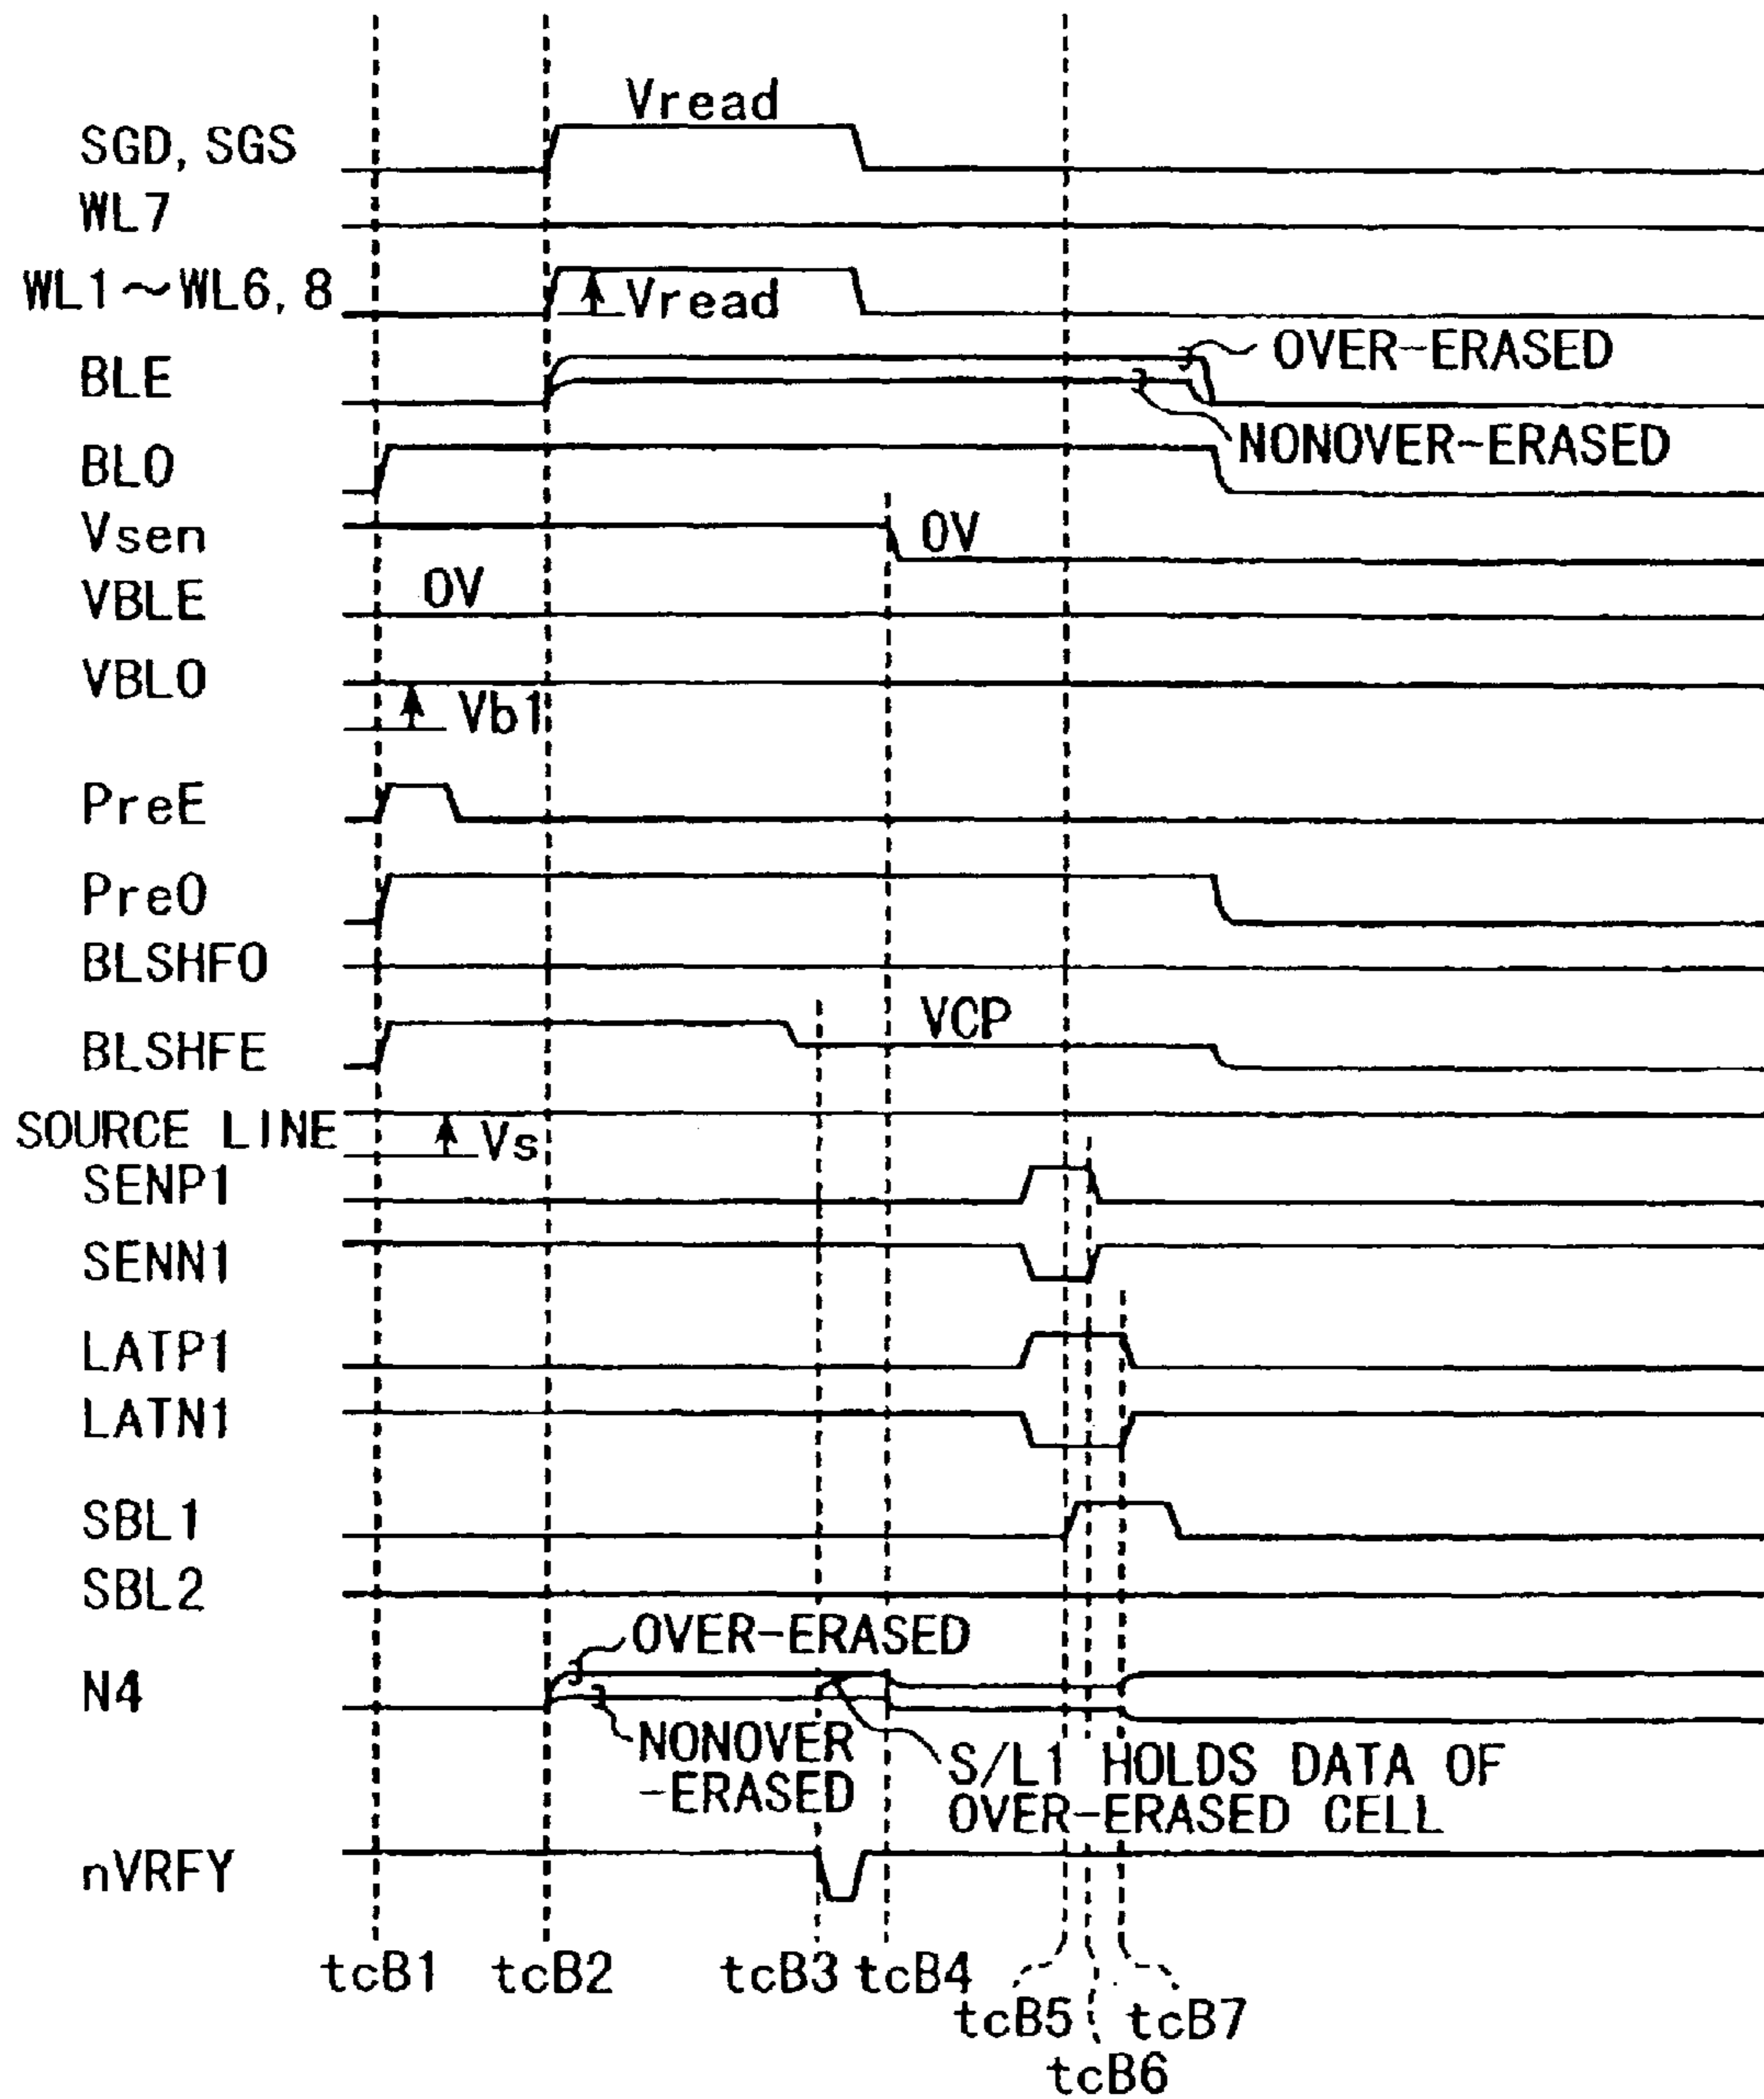 Vread
SGD, SGS
WL7
WL1~WL6, 8
Vread
OVER-ERASED
BLE
NONOVER-ERASED
BLO
Vsen
0V
VBLE
0V
VBLO
Vb1
PreE
PreO
BLSHFO
BLSHFE
VCP
SOURCE LINE
Vs
SENP1
SENN1
LATP1
LATN1
SBL1
SBL2
OVER-ERASED
N4
NONOVER
-ERASED
S/L1 HOLDS DATA OF
OVER-ERASED CELL
nVRFY
tcB1 tcB2 tcB3 tcB4
tcB5 tcB7
tcB6